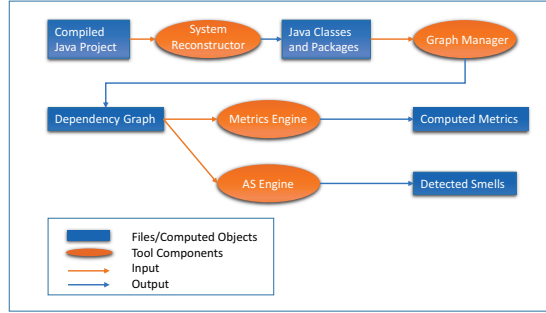 Compiled
Java Project
System
Reconstructor
Java Classes
and Packages
Graph Manager
Dependency Graph
Metrics Engine
Computed Metrics
AS Engine
Detected Smells
Files/Computed Objects
Tool Components
Input
Output